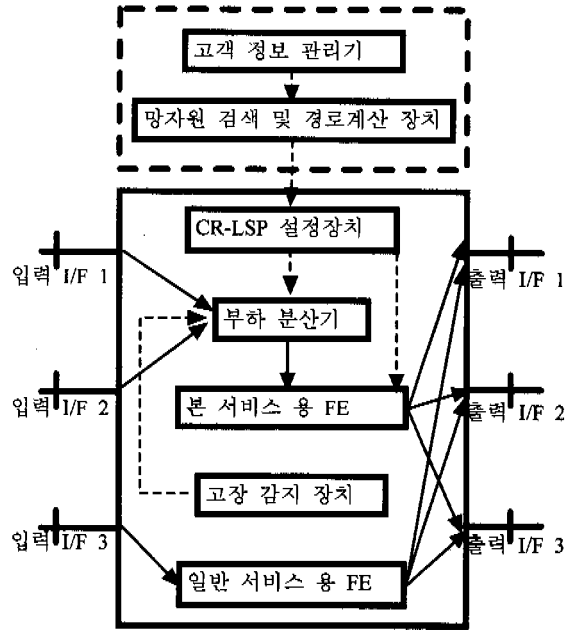 고객 정보 관리기
망자원 검색 및 경로계산 장치
CR-LSP 설정장치
입력 I/F 1
출력 I/F 1
부하 분산기
본 서비스 용 FE
입력 I/F 2
출력 I/F 2
고장 감지 장치
입력 I/F 3
출력 I/F 3
일반 서비스 용 FE